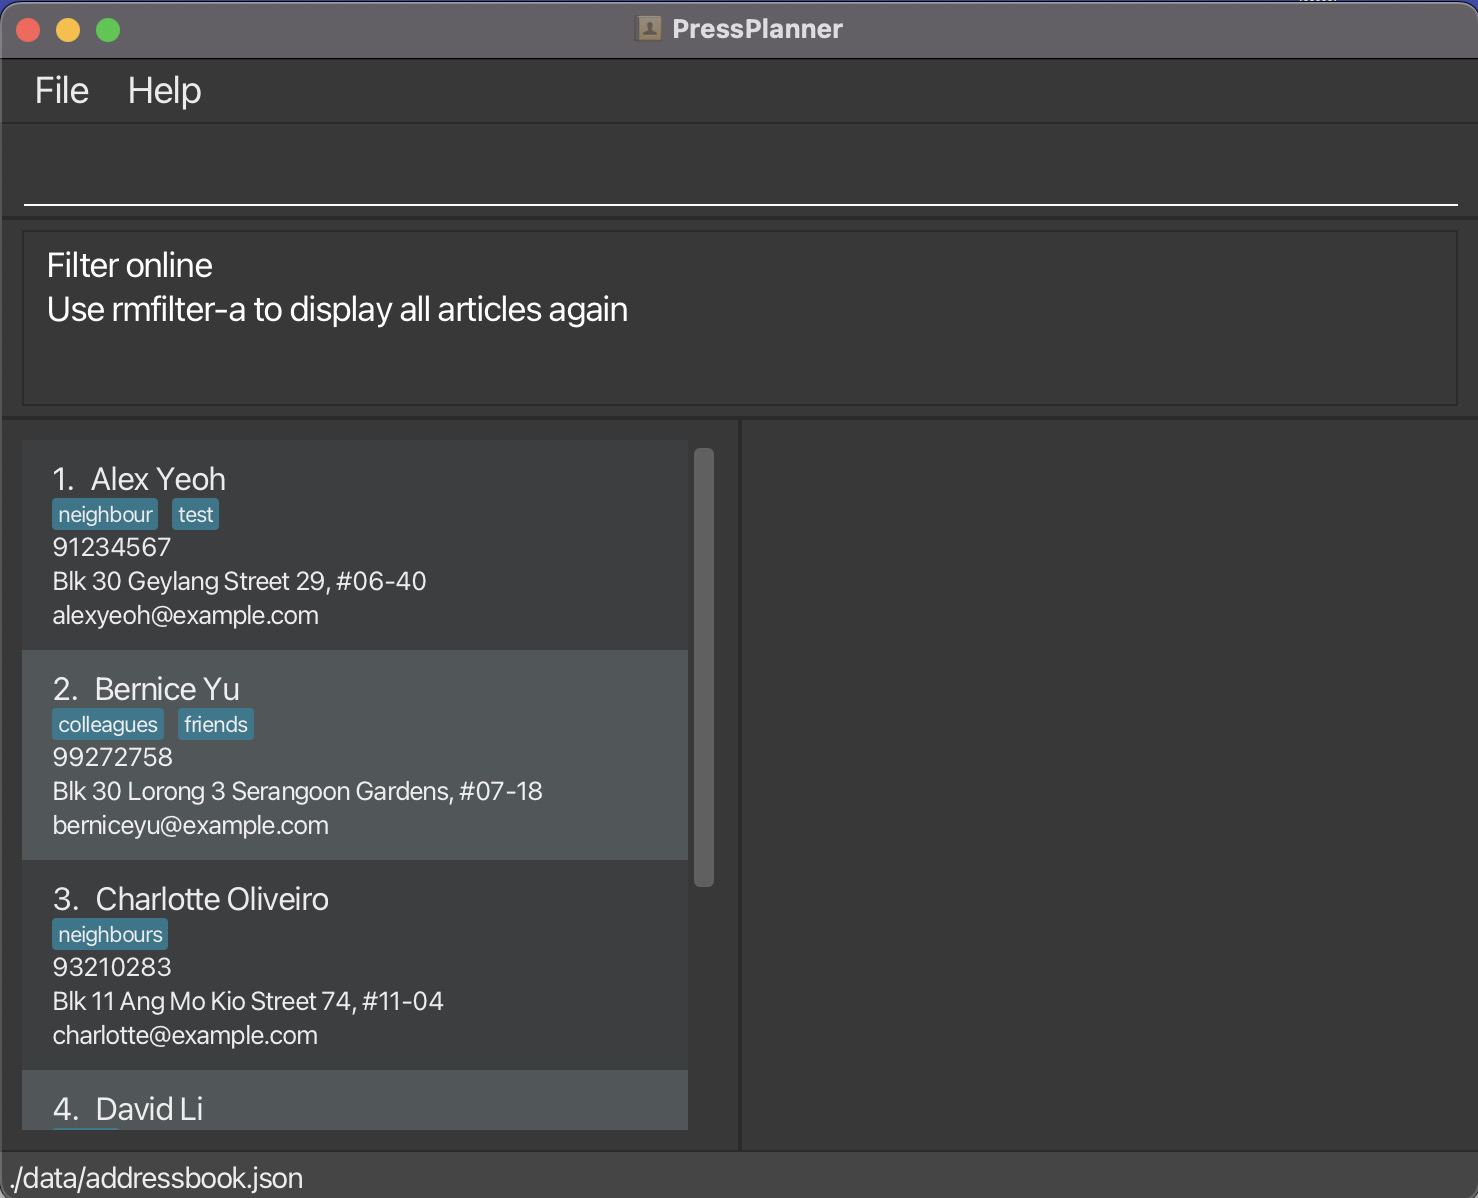 PressPlanner
File Help
Filter online
Use rmfilter-a to display all articles again
1. Alex Yeoh
neighbour test
91234567
Blk 30 Geylang Street 29, #06-40
alexyeoh@example.com
2. Bernice Yu
colleagues friends
99272758
Blk 30 Lorong 3 Serangoon Gardens, #07-18
berniceyu@example.com
3. Charlotte Oliveiro
neighbours
93210283
Blk 11 Ang Mo Kio Street 74, #11-04
charlotte@example.com
4. David Li
./data/addressbook.json